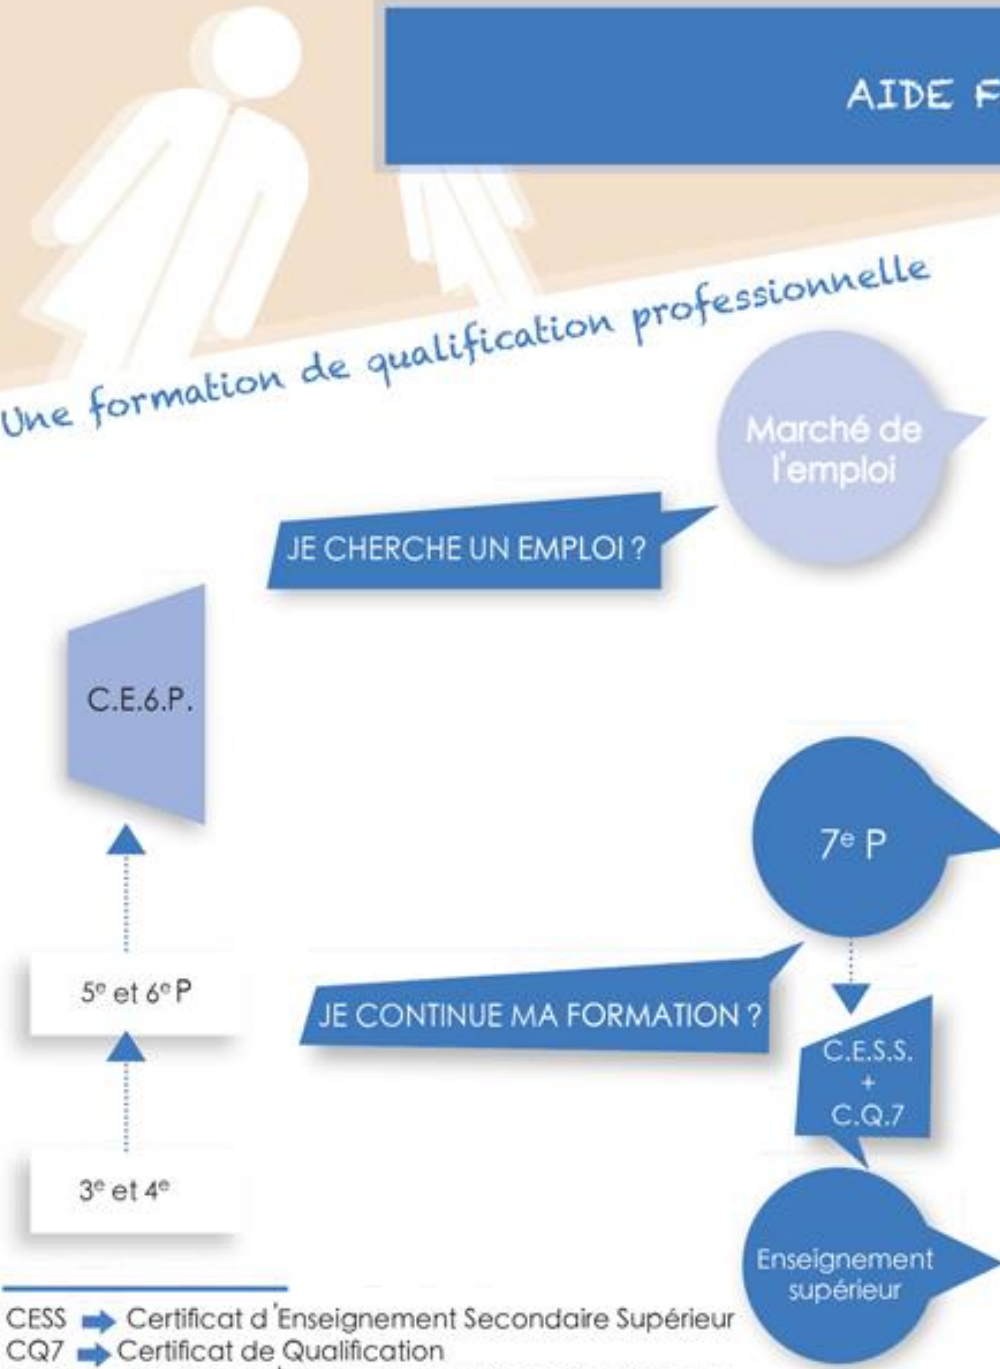 AIDE F
Une formation de qualification professionnelle
Marché de
l'emploi
JE CHERCHE UN EMPLOI ?
C.E.6.P.
7e P
5e et 6e P
JE CONTINUE MA FORMATION ?
C.E.S.S.
+
C.Q.7
3e et 4e
Enseignement
supérieur
CESS ➡ Certificat d'Enseignement Secondaire Supérieur
CQ7 ➡ Certificat de Qualification